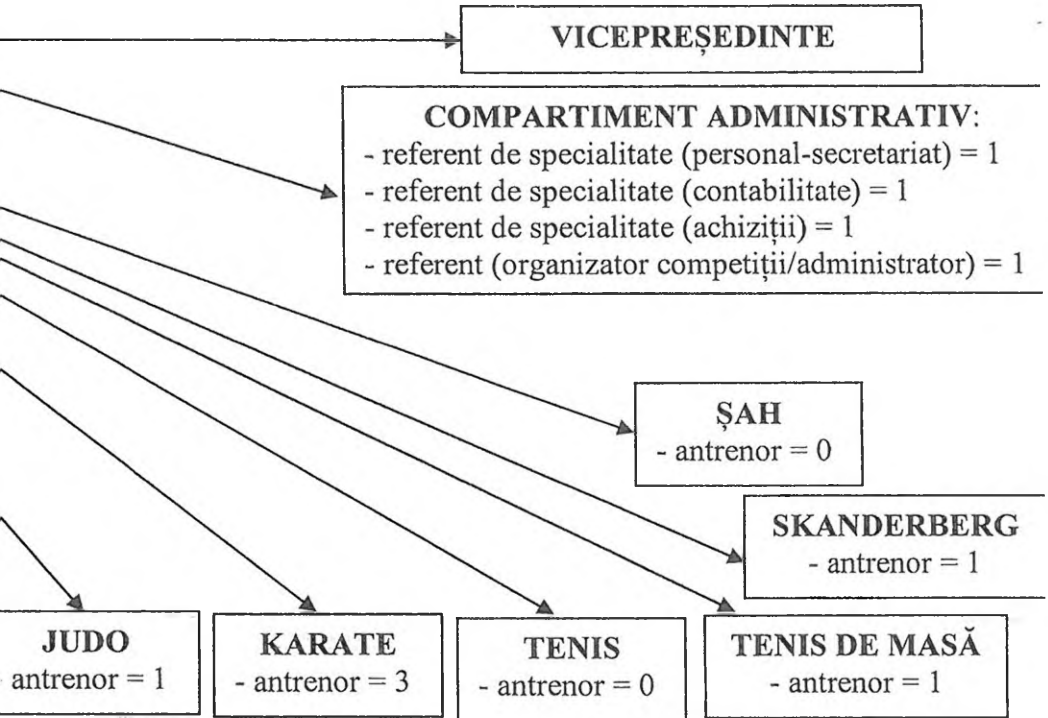 VICEPREȘEDINTE
COMPARTIMENT ADMINISTRATIV:
- referent de specialitate (personal-secretariat) = 1
- referent de specialitate (contabilitate) = 1
- referent de specialitate (achiziții) = 1
- referent (organizator competiții/administrator) = 1
ȘAH
- antrenor = 0
SKANDERBERG
- antrenor = 1
JUDO
- antrenor = 1
KARATE
- antrenor = 3
TENIS
- antrenor = 0
TENIS DE MASĂ
- antrenor = 1